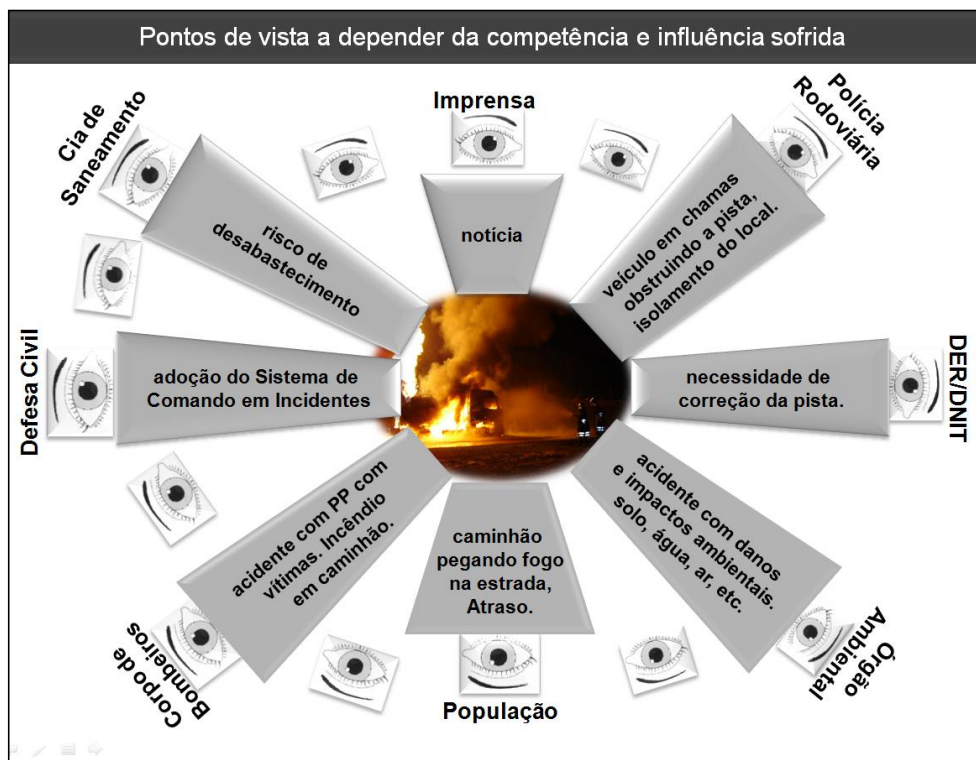 Pontos de vista a depender da competência e influência sofrida
Imprensa
notícia
Polícia
Rodoviária
veículo em chamas
obstruindo a pista,
isolamento do local.
DER/DNIT
necessidade de
correção da pista.
Órgão
Ambiental
acidente com danos
e impactos ambientais.
solo, água, ar, etc.
População
caminhão
pegando fogo
na estrada,
Atraso.
Corpo de
Bombeiros
acidente com PP com
vítimas. Incêndio
em caminhão.
Defesa Civil
adoção do Sistema de
Comando em Incidentes
Cia de
Saneamento
risco de
desabastecimento